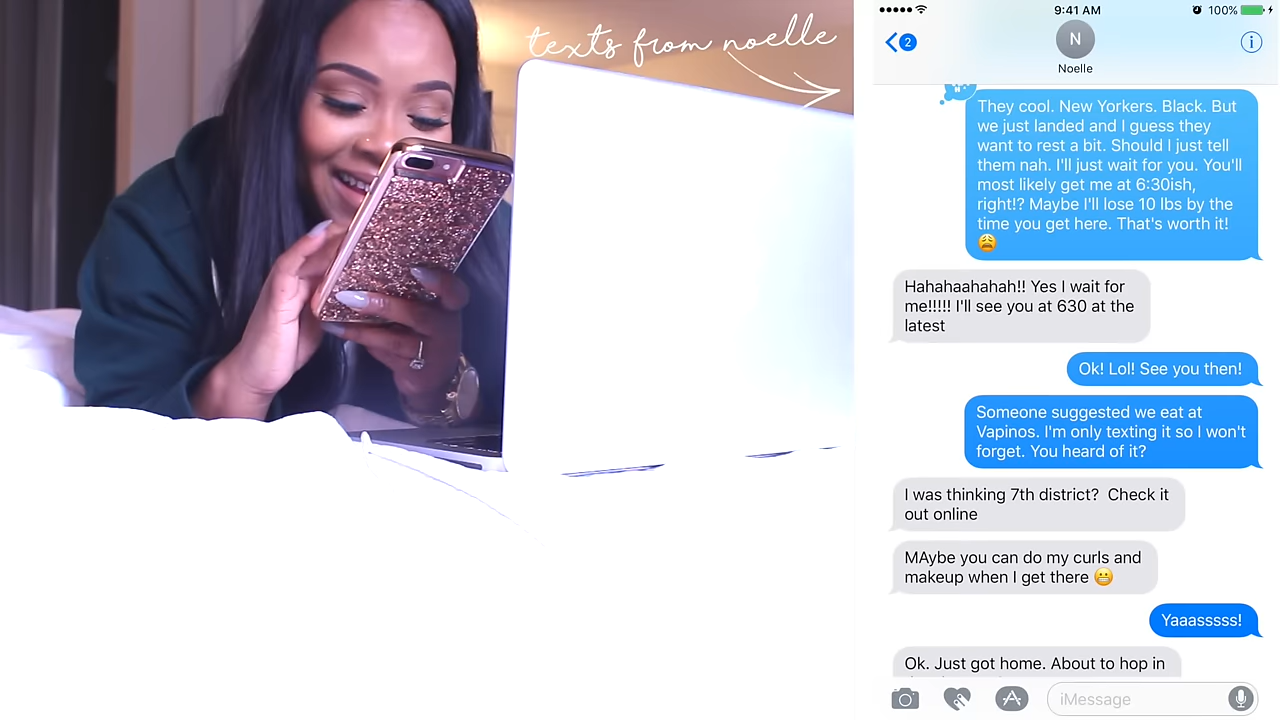 texts from noelle
9:41 AM
100%
2
N
Noelle
They cool. New Yorkers. Black. But
we just landed and I guess they
want to rest a bit. Should I just tell
them nah. I'll just wait for you. You'll
most likely get me at 6:30ish,
right!? Maybe I'll lose 10 lbs by the
time you get here. That's worth it!
😩
Hahahaahahah!! Yes I wait for
me!!!!! I'll see you at 630 at the
latest
Ok! Lol! See you then!
Someone suggested we eat at
Vapinos. I'm only texting it so I won't
forget. You heard of it?
I was thinking 7th district?  Check it
out online
MAybe you can do my curls and
makeup when I get there 😬
Yaaasssss!
Ok. Just got home. About to hop in
iMessage